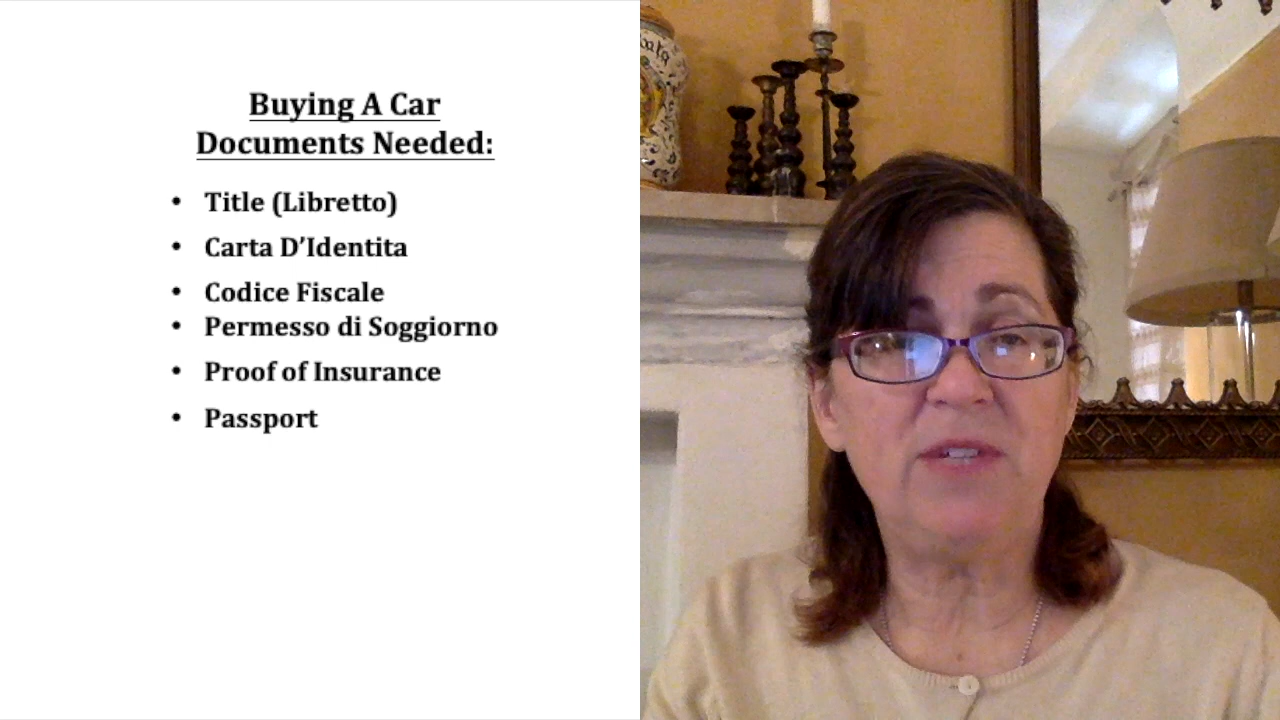 Buying A Car
Documents Needed:
• Title (Libretto)
• Carta D’Identita
• Codice Fiscale
• Permesso di Soggiorno
• Proof of Insurance
• Passport